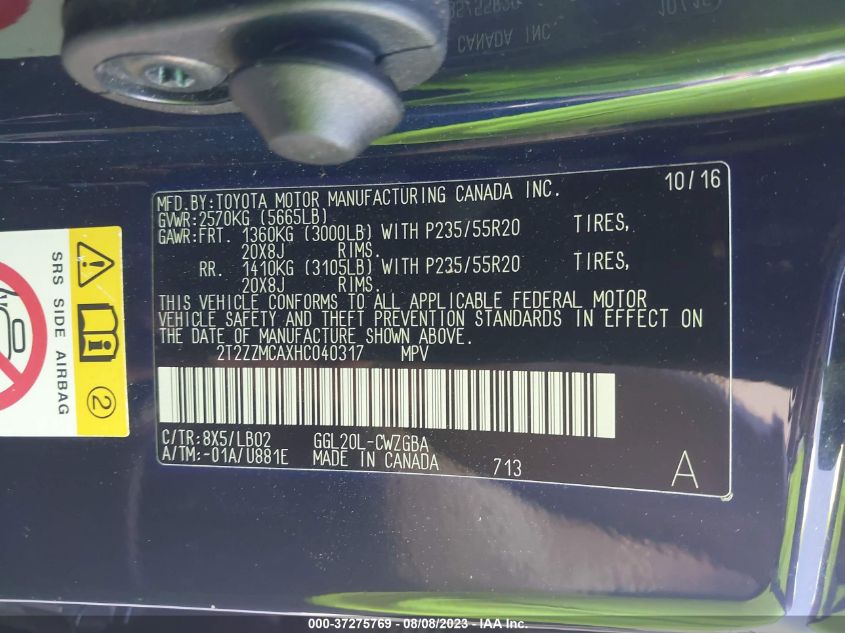 CANADA INC.
10/16
MFD.BY:TOYOTA MOTOR MANUFACTURING CANADA INC. 10/16
GVWR:2570KG (5665LB)
GAWR:FRT. 1360KG (3000LB) WITH P235/55R20 TIRES,
20X8J RIMS.
RR. 1410KG (3105LB) WITH P235/55R20 TIRES,
20X8J RIMS.
THIS VEHICLE CONFORMS TO ALL APPLICABLE FEDERAL MOTOR
VEHICLE SAFETY AND THEFT PREVENTION STANDARDS IN EFFECT ON
THE DATE OF MANUFACTURE SHOWN ABOVE.
2T2ZZMCAXHC040317 MPV
C/TR:8X5/LB02 GGL20L-CWZGBA
A/TM:-01A/U881E MADE IN CANADA 713 A
SRS SIDE AIRBAG
2
000-37275769 - 08/08/2023 - IAA Inc.